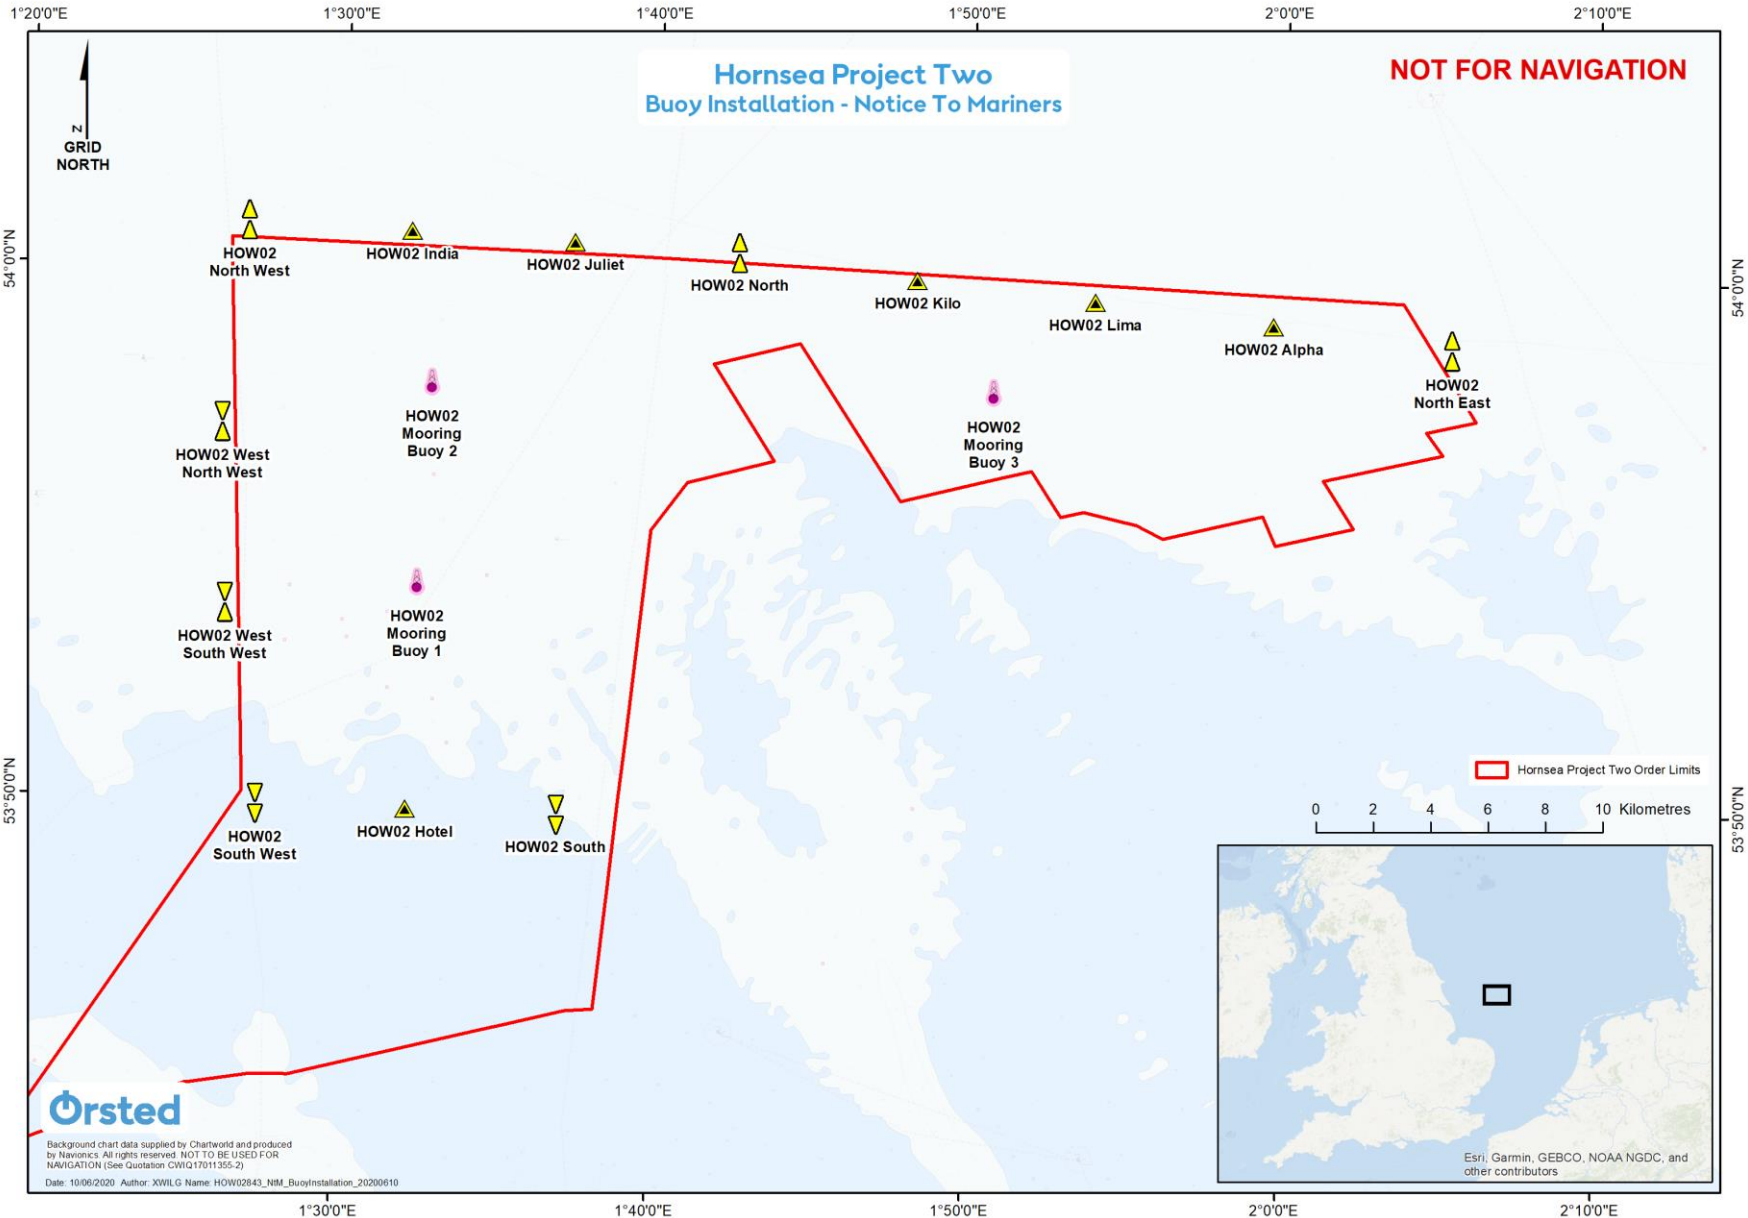 1°20'0"E
1°30'0"E
1°40'0"E
1°50'0"E
2°0'0"E
2°10'0"E
Hornsea Project Two
Buoy Installation - Notice To Mariners
NOT FOR NAVIGATION
N
GRID
NORTH
54°0'0"N
54°0'0"N
HOW02
North West
HOW02 India
HOW02 Juliet
HOW02 North
HOW02 Kilo
HOW02 Lima
HOW02 Alpha
HOW02
North East
HOW02 West
North West
HOW02
Mooring
Buoy 2
HOW02
Mooring
Buoy 3
HOW02 West
South West
HOW02
Mooring
Buoy 1
53°50'0"N
53°50'0"N
HOW02
South West
HOW02 Hotel
HOW02 South
Hornsea Project Two Order Limits
0 2 4 6 8 10 Kilometres
Orsted
Background chart data supplied by Chartworld and produced
by Navionics. All rights reserved. NOT TO BE USED FOR
NAVIGATION (See Quotation CWIQ17011355-2)
Date: 10/06/2020 Author: XWILG Name: HOW02843_NtM_BuoyInstallation_20200610
Esri, Garmin, GEBCO, NOAA NGDC, and
other contributors
1°30'0"E
1°40'0"E
1°50'0"E
2°0'0"E
2°10'0"E